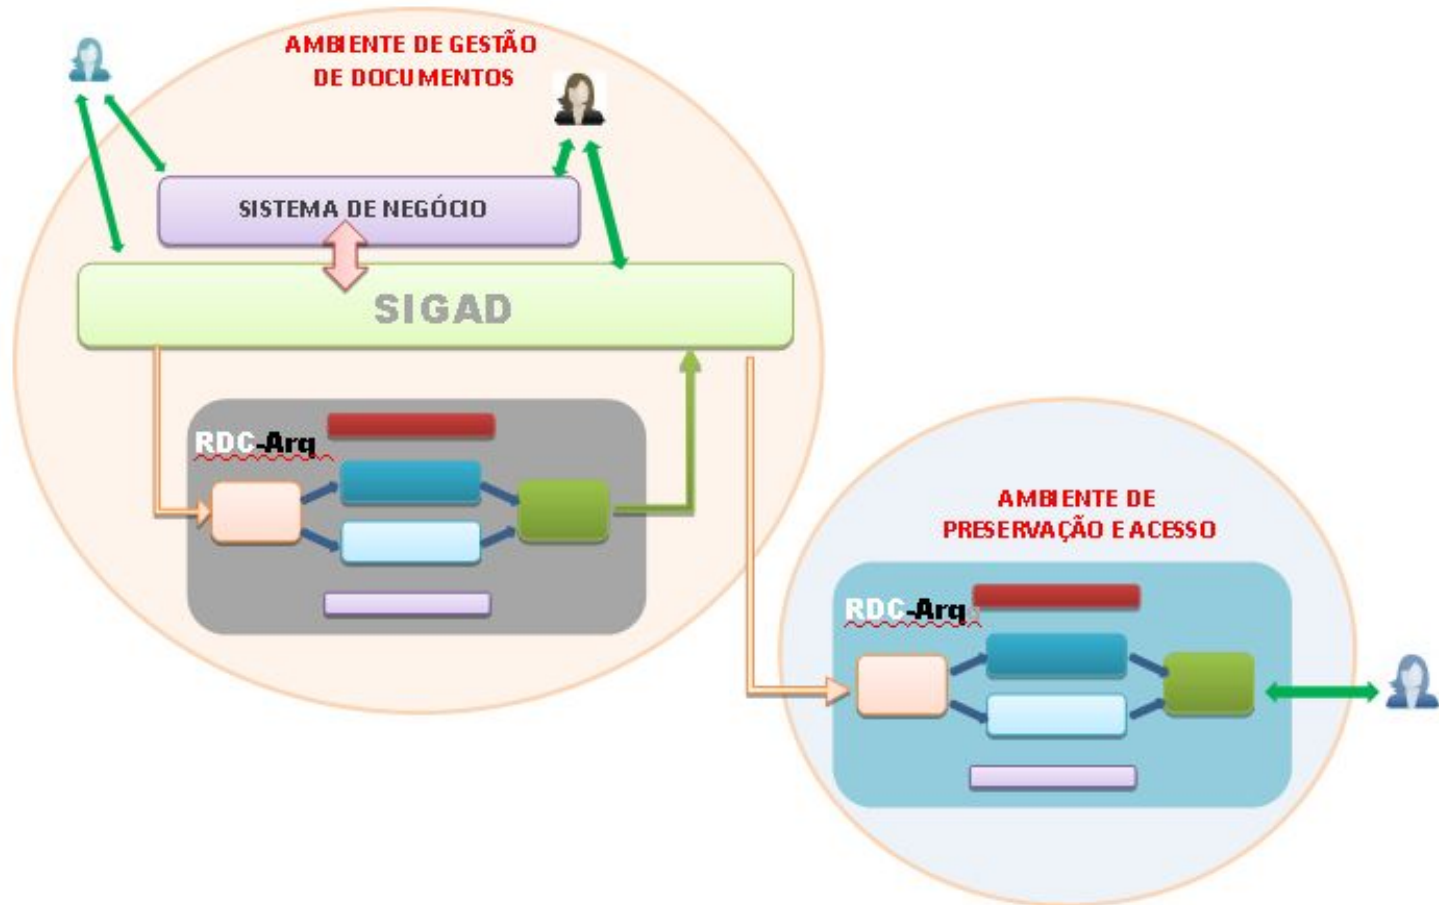 AMBIENTE DE GESTÃO
DE DOCUMENTOS
SISTEMA DE NEGÓCIO
SIGAD
RDC-Arq
AMBIENTE DE
PRESERVAÇÃO E ACESSO
RDC-Arq